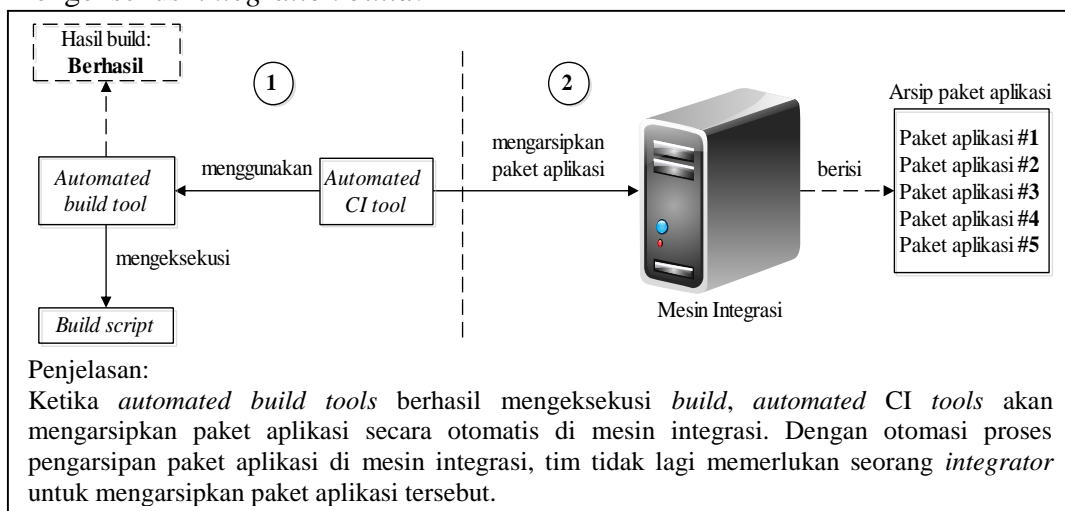 Hasil build:
Berhasil
1
2
Arsip paket aplikasi
mengarsipkan
paket aplikasi
Paket aplikasi #1
Paket aplikasi #2
Paket aplikasi #3
Paket aplikasi #4
Paket aplikasi #5
Automated
build tool
menggunakan
Automated
CI tool
berisi
mengeksekusi
Build script
Mesin Integrasi
Penjelasan:
Ketika automated build tools berhasil mengeksekusi build, automated CI tools akan
mengarsipkan paket aplikasi secara otomatis di mesin integrasi. Dengan otomasi proses
pengarsipan paket aplikasi di mesin integrasi, tim tidak lagi memerlukan seorang integrator
untuk mengarsipkan paket aplikasi tersebut.